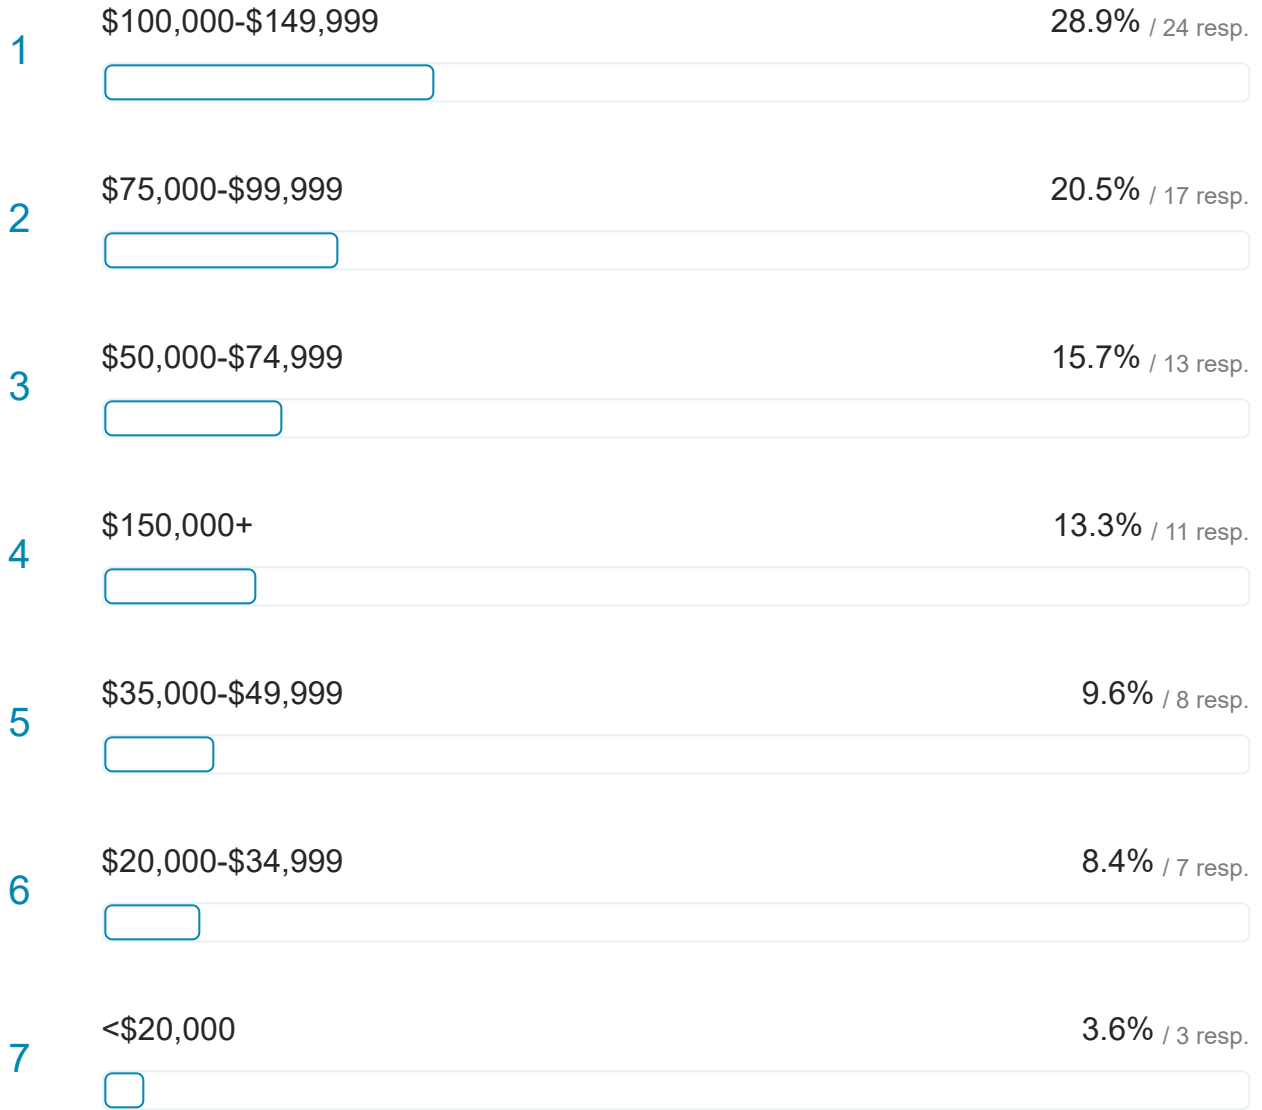 1 $100,000-$149,999 28.9% / 24 resp.
2 $75,000-$99,999 20.5% / 17 resp.
3 $50,000-$74,999 15.7% / 13 resp.
4 $150,000+ 13.3% / 11 resp.
5 $35,000-$49,999 9.6% / 8 resp.
6 $20,000-$34,999 8.4% / 7 resp.
7 <$20,000 3.6% / 3 resp.